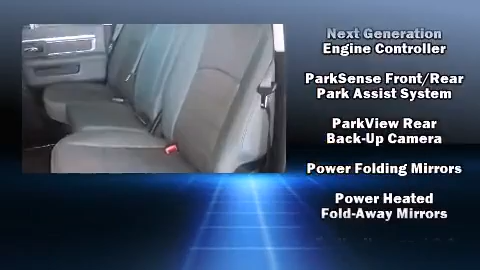 Next Generation
Engine Controller
ParkSense Front/Rear
Park Assist System
ParkView Rear
Back-Up Camera
Power Folding Mirrors
Power Heated
Fold-Away Mirrors